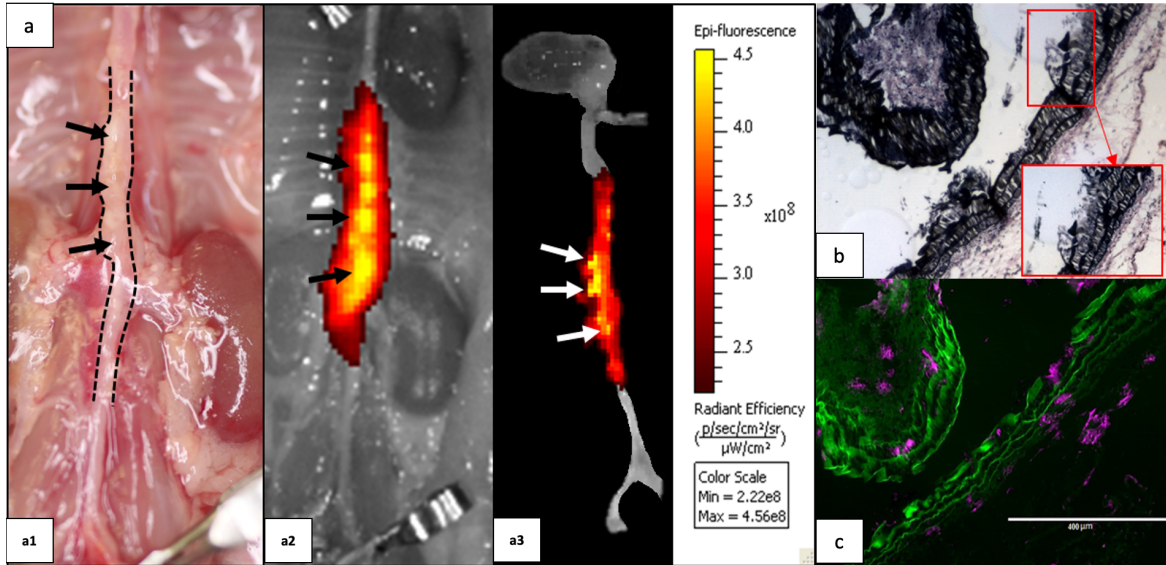 a
a1
a2
a3
Epi-fluorescence
4.5
4.0
3.5
x10⁸
3.0
2.5
Radiant Efficiency
(p/sec/cm²/sr / µW/cm²)
Color Scale
Min = 2.22e8
Max = 4.56e8
b
c
400 µm